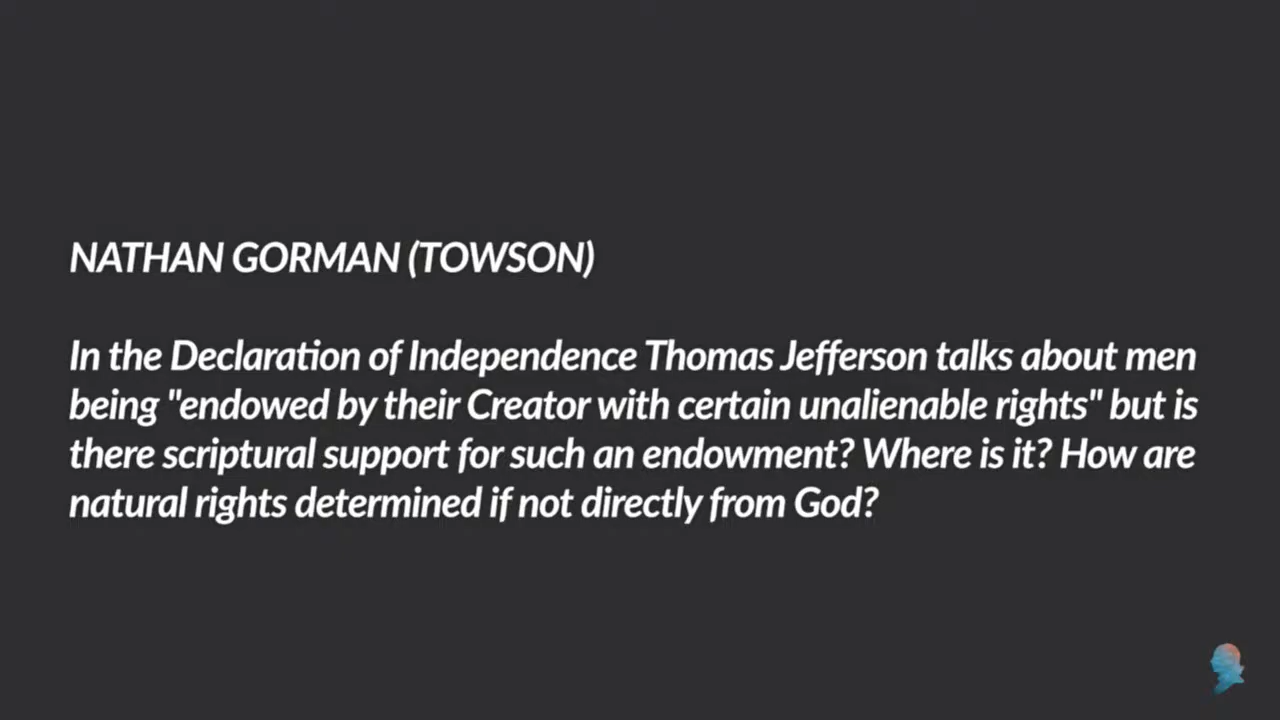 NATHAN GORMAN (TOWSON)
In the Declaration of Independence Thomas Jefferson talks about men
being "endowed by their Creator with certain unalienable rights" but is
there scriptural support for such an endowment? Where is it? How are
natural rights determined if not directly from God?